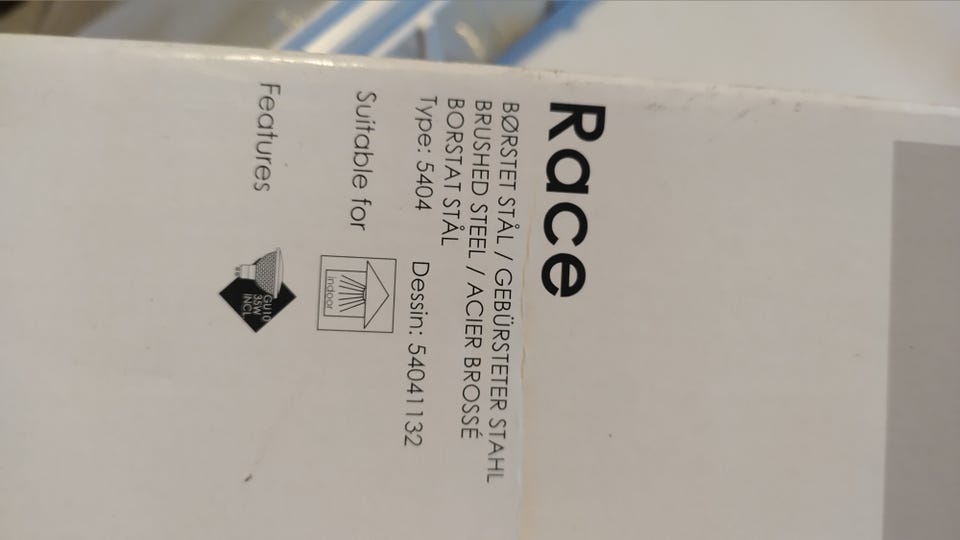 Race
BØRSTET STÅL / GEBÜRSTETER STAHL
BRUSHED STEEL / ACIER BROSSÉ
BORSTAT STÅL
Type: 5404 Dessin: 54041132
Suitable for
indoor
Features
GU10
35W
INCL.